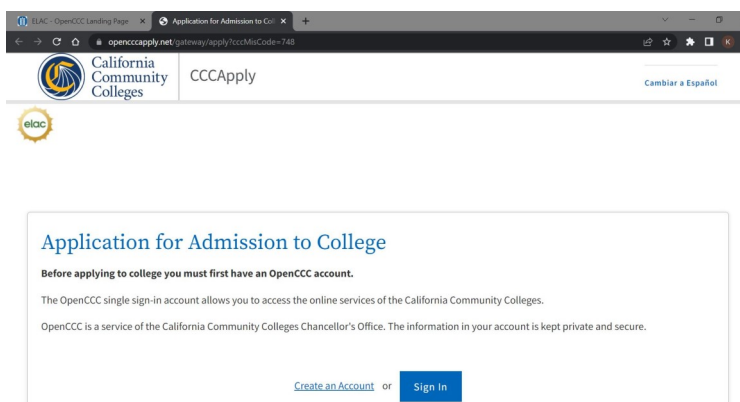 ELAC - OpenCCC Landing Page
Application for Admission to Coll
opencccapply.net/gateway/apply?cccMisCode=748
K
California
Community
Colleges
CCCApply
Cambiar a Español
elac
Application for Admission to College
Before applying to college you must first have an OpenCCC account.
The OpenCCC single sign-in account allows you to access the online services of the California Community Colleges.
OpenCCC is a service of the California Community Colleges Chancellor's Office. The information in your account is kept private and secure.
Create an Account or Sign In